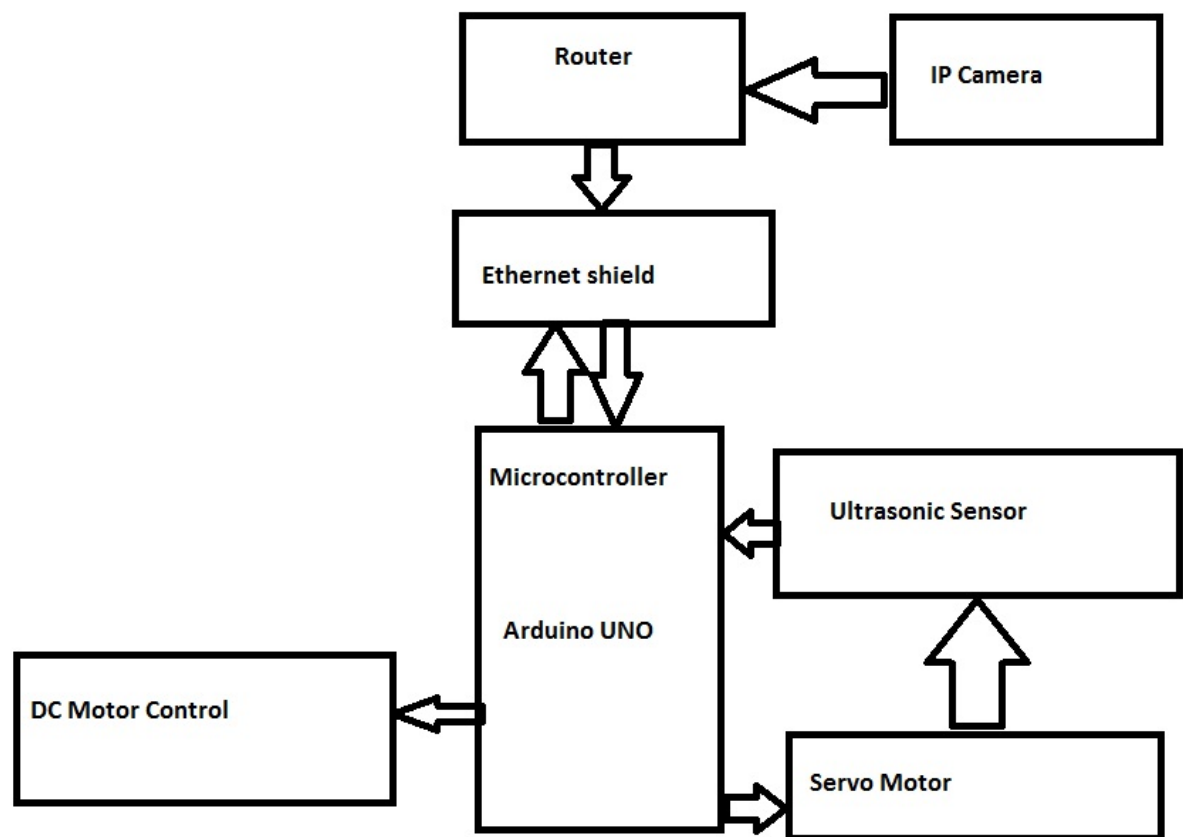 Router
IP Camera
Ethernet shield
Microcontroller
Arduino UNO
Ultrasonic Sensor
DC Motor Control
Servo Motor